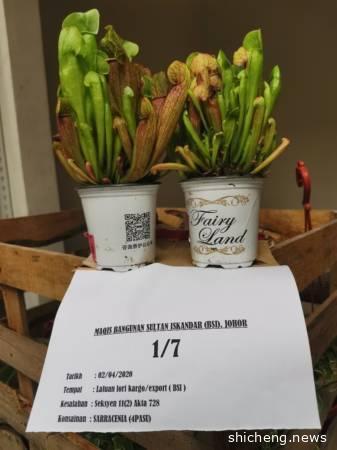 Fairy
Land
MAQIS BANGUNAN SULTAN ISKANDAR (BSI), JOHOR
1/7
Tarikh : 02/04/2020
Tempat : Laluan lori kargo/export ( BSI )
Kesalahan : Seksyen 11(2) Akta 728
Konsainan : SARRACENIA (4PASU)
shicheng.news